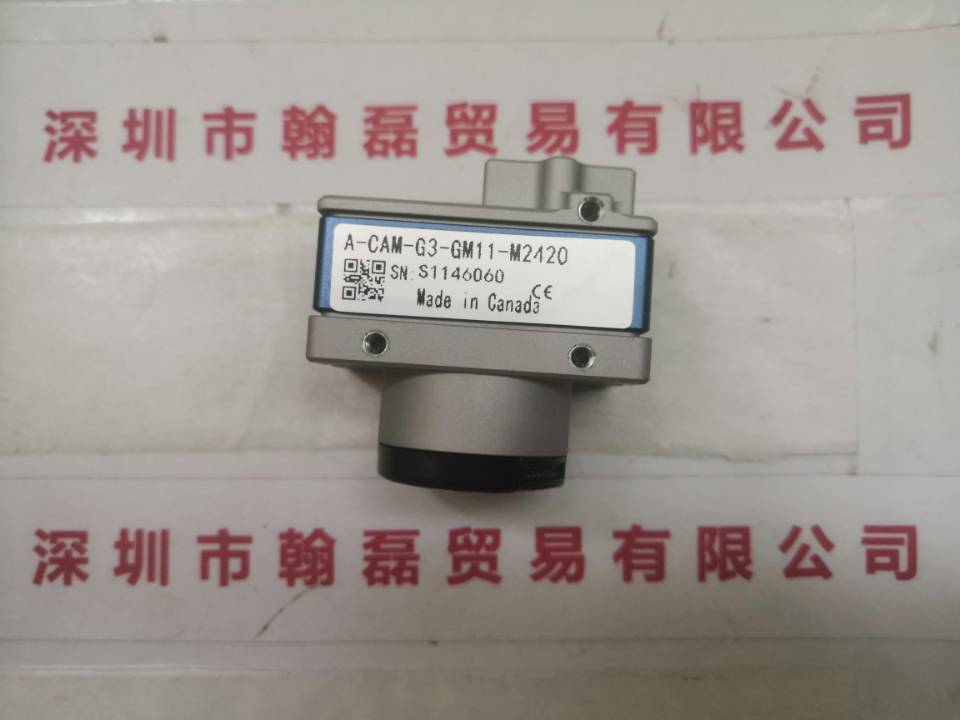 深圳市翰磊贸易有限公司
A-CAM-G3-GM11-M2420
SN:S1146060
Made in Canada CE
深圳市翰磊贸易有限公司